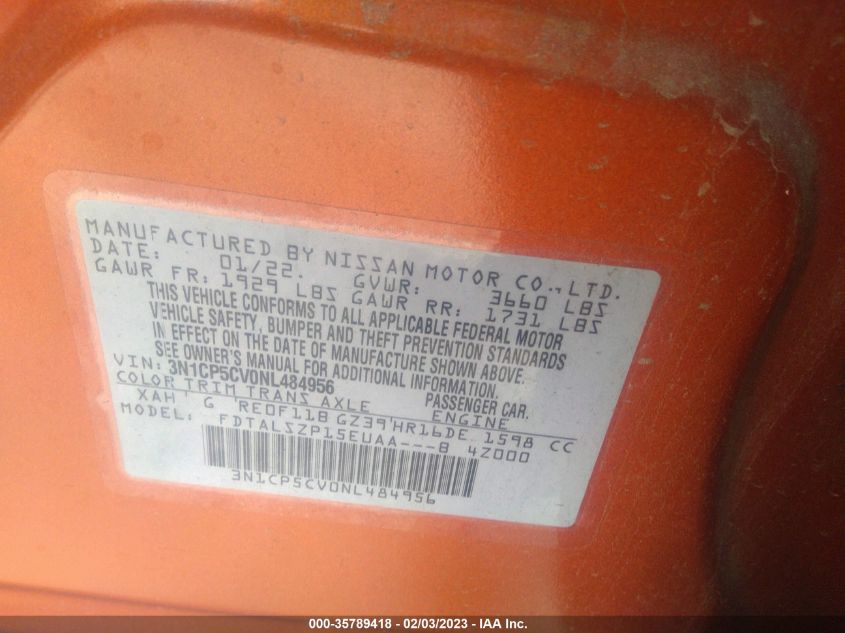 MANUFACTURED BY NISSAN MOTOR CO., LTD.
DATE: 01/22. GVWR: 3660 LBS
GAWR FR: 1929 LBS GAWR RR: 1731 LBS
THIS VEHICLE CONFORMS TO ALL APPLICABLE FEDERAL MOTOR
VEHICLE SAFETY, BUMPER AND THEFT PREVENTION STANDARDS
IN EFFECT ON THE DATE OF MANUFACTURE SHOWN ABOVE.
SEE OWNER'S MANUAL FOR ADDITIONAL INFORMATION.
VIN: 3N1CP5CV0NL484956 PASSENGER CAR.
COLOR TRIM TRANS AXLE ENGINE
XAH G RE0F11B GZ39 HR16DE 1598 CC
MODEL: FDTALSZP15EUAA---B 4Z000
3N1CP5CV0NL484956
000-35789418 - 02/03/2023 - IAA Inc.